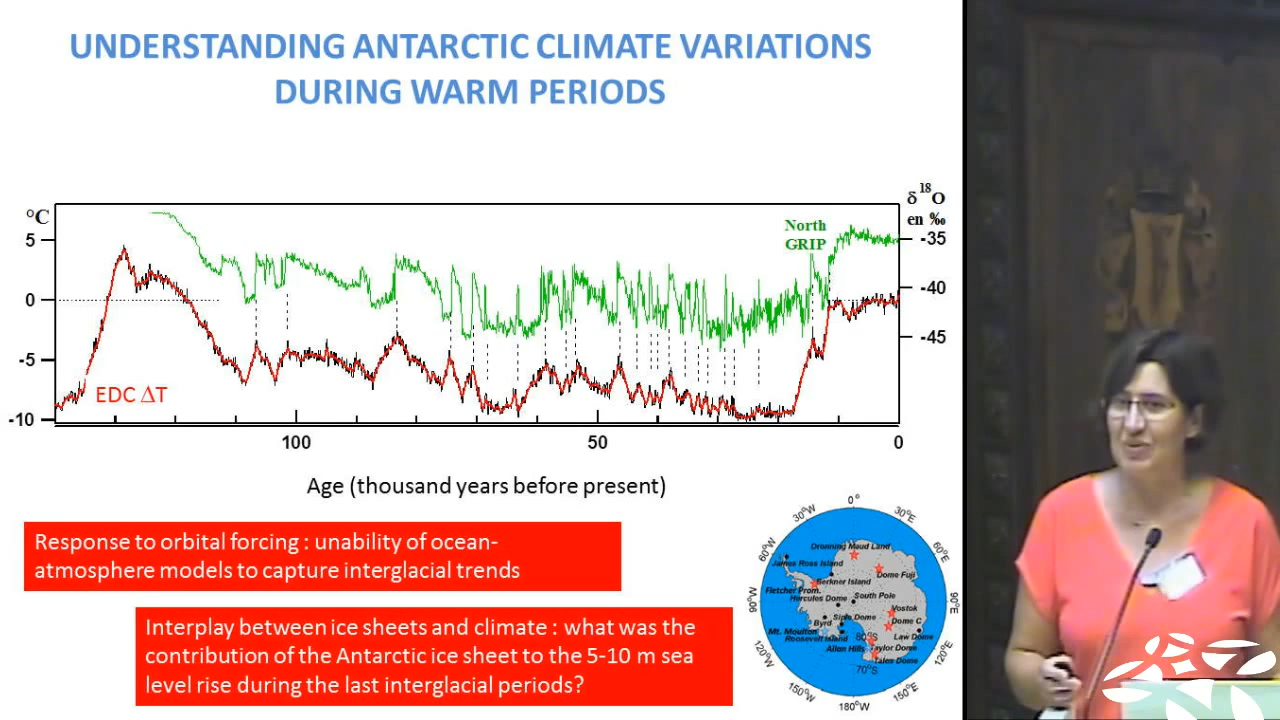 UNDERSTANDING ANTARCTIC CLIMATE VARIATIONS
DURING WARM PERIODS
°C
5
0
-5
-10
δ 18O
en ‰
-35
-40
-45
North
GRIP
EDC ΔT
100
50
0
Age (thousand years before present)
Response to orbital forcing : unability of ocean-
atmosphere models to capture interglacial trends
Interplay between ice sheets and climate : what was the
contribution of the Antarctic ice sheet to the 5-10 m sea
level rise during the last interglacial periods?
0°
30°W
30°E
60°W
60°E
90°W
90°E
120°W
120°E
150°W
150°E
180°W
80°S
70°S
Dronning Maud Land
James Ross Island
Dome Fuji
Berkner Island
Fletcher Prom.
Hercules Dome
South Pole
Vostok
Siple Dome
Dome C
Byrd
Mt. Moulton
Law Dome
Roosevelt Island
Allan Hills
Taylor Dome
Talos Dome